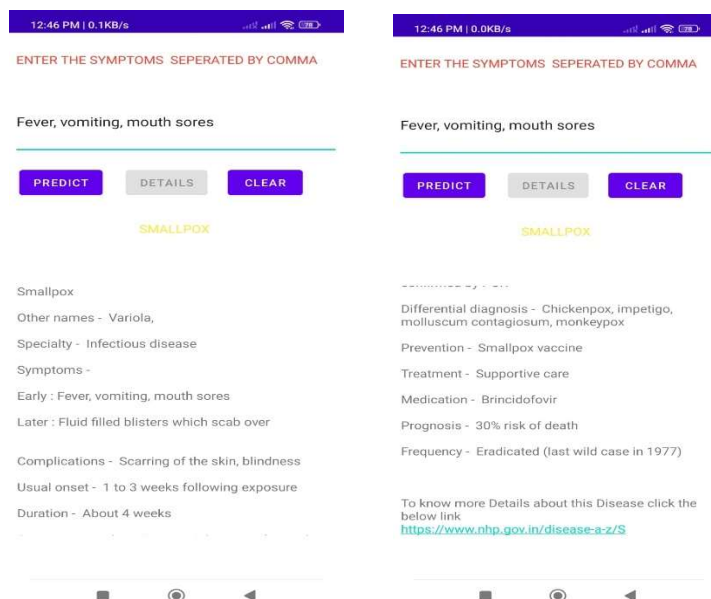 12:46 PM | 0.1KB/s
ENTER THE SYMPTOMS SEPERATED BY COMMA
Fever, vomiting, mouth sores
PREDICT DETAILS CLEAR
SMALLPOX
Smallpox
Other names - Variola,
Specialty - Infectious disease
Symptoms -
Early : Fever, vomiting, mouth sores
Later : Fluid filled blisters which scab over
Complications - Scarring of the skin, blindness
Usual onset - 1 to 3 weeks following exposure
Duration - About 4 weeks
12:46 PM | 0.0KB/s
ENTER THE SYMPTOMS SEPERATED BY COMMA
Fever, vomiting, mouth sores
PREDICT DETAILS CLEAR
SMALLPOX
Differential diagnosis - Chickenpox, impetigo,
molluscum contagiosum, monkeypox
Prevention - Smallpox vaccine
Treatment - Supportive care
Medication - Brincidofovir
Prognosis - 30% risk of death
Frequency - Eradicated (last wild case in 1977)
To know more Details about this Disease click the
below link
https://www.nhp.gov.in/disease-a-z/S